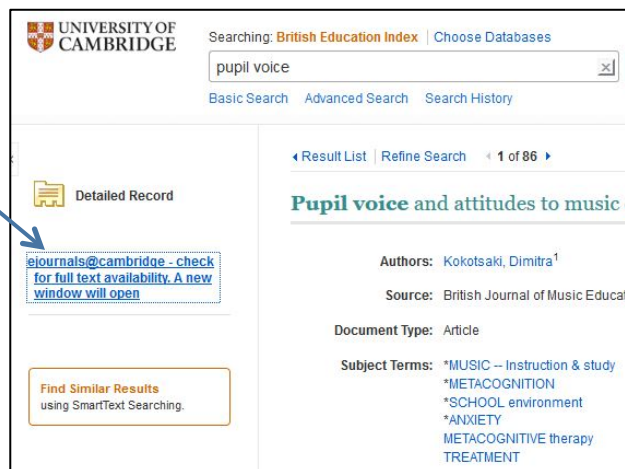 UNIVERSITY OF
CAMBRIDGE
Searching: British Education Index | Choose Databases
pupil voice
Basic Search Advanced Search Search History
Result List | Refine Search 1 of 86
Detailed Record
Pupil voice and attitudes to music
ejournals@cambridge - check
for full text availability. A new
window will open
Authors: Kokotsaki, Dimitra1
Source: British Journal of Music Educat
Document Type: Article
Subject Terms: *MUSIC -- Instruction & study
*METACOGNITION
*SCHOOL environment
*ANXIETY
METACOGNITIVE therapy
TREATMENT
Find Similar Results
using SmartText Searching.